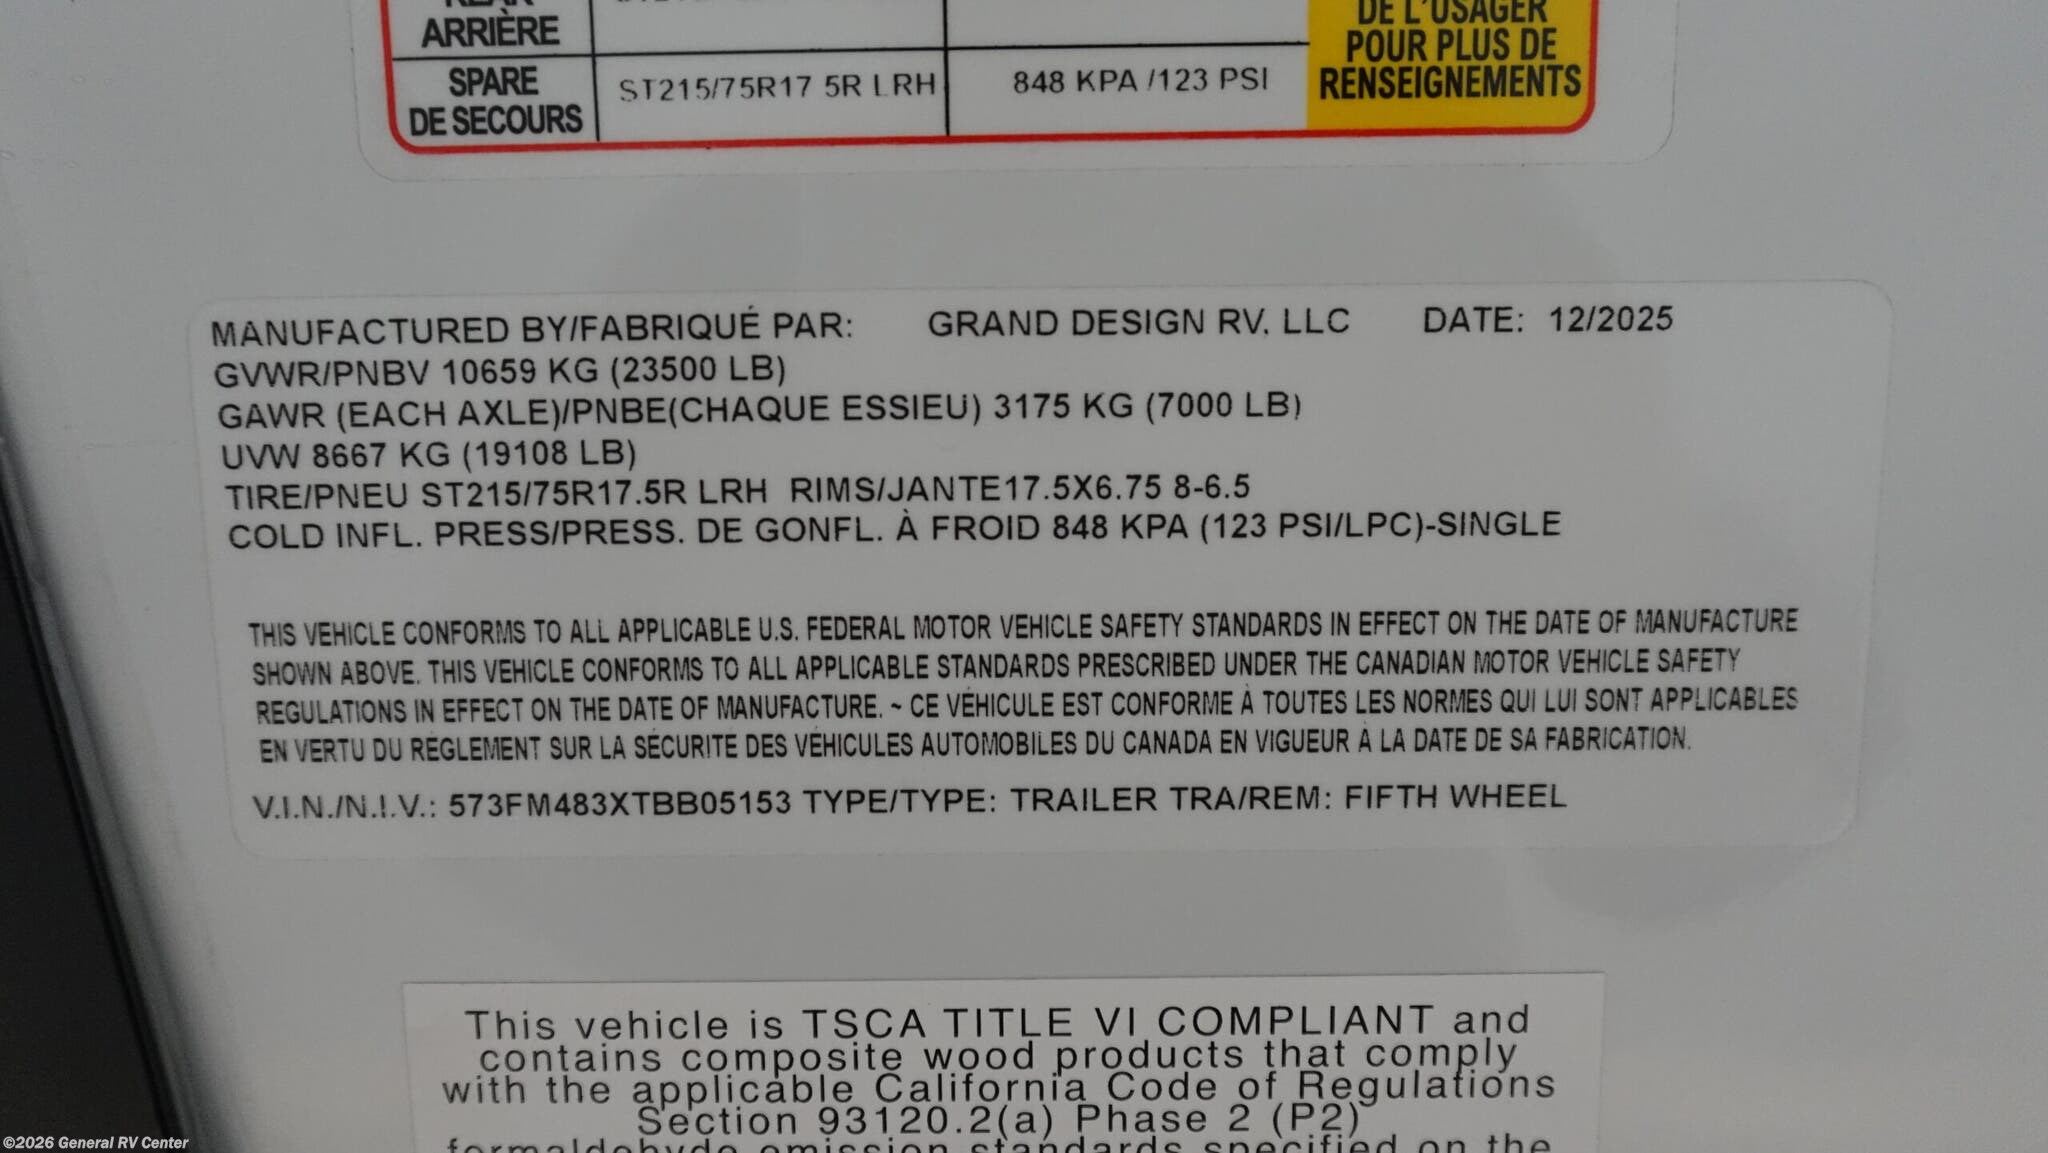 ARRIÈRE
SPARE
DE SECOURS
ST215/75R17 5R LRH
848 KPA /123 PSI
DE L'USAGER
POUR PLUS DE
RENSEIGNEMENTS
MANUFACTURED BY/FABRIQUÉ PAR: GRAND DESIGN RV, LLC DATE: 12/2025
GVWR/PNBV 10659 KG (23500 LB)
GAWR (EACH AXLE)/PNBE(CHAQUE ESSIEU) 3175 KG (7000 LB)
UVW 8667 KG (19108 LB)
TIRE/PNEU ST215/75R17.5R LRH RIMS/JANTE17.5X6.75 8-6.5
COLD INFL. PRESS/PRESS. DE GONFL. À FROID 848 KPA (123 PSI/LPC)-SINGLE
THIS VEHICLE CONFORMS TO ALL APPLICABLE U.S. FEDERAL MOTOR VEHICLE SAFETY STANDARDS IN EFFECT ON THE DATE OF MANUFACTURE
SHOWN ABOVE. THIS VEHICLE CONFORMS TO ALL APPLICABLE STANDARDS PRESCRIBED UNDER THE CANADIAN MOTOR VEHICLE SAFETY
REGULATIONS IN EFFECT ON THE DATE OF MANUFACTURE. ~ CE VÉHICULE EST CONFORME À TOUTES LES NORMES QUI LUI SONT APPLICABLES
EN VERTU DU RÈGLEMENT SUR LA SÉCURITÉ DES VÉHICULES AUTOMOBILES DU CANADA EN VIGUEUR À LA DATE DE SA FABRICATION.
V.I.N./N.I.V.: 573FM483XTBB05153 TYPE/TYPE: TRAILER TRA/REM: FIFTH WHEEL
This vehicle is TSCA TITLE VI COMPLIANT and
contains composite wood products that comply
with the applicable California Code of Regulations
Section 93120.2(a) Phase 2 (P2)
formaldehyde emission standards specified on the
©2026 General RV Center